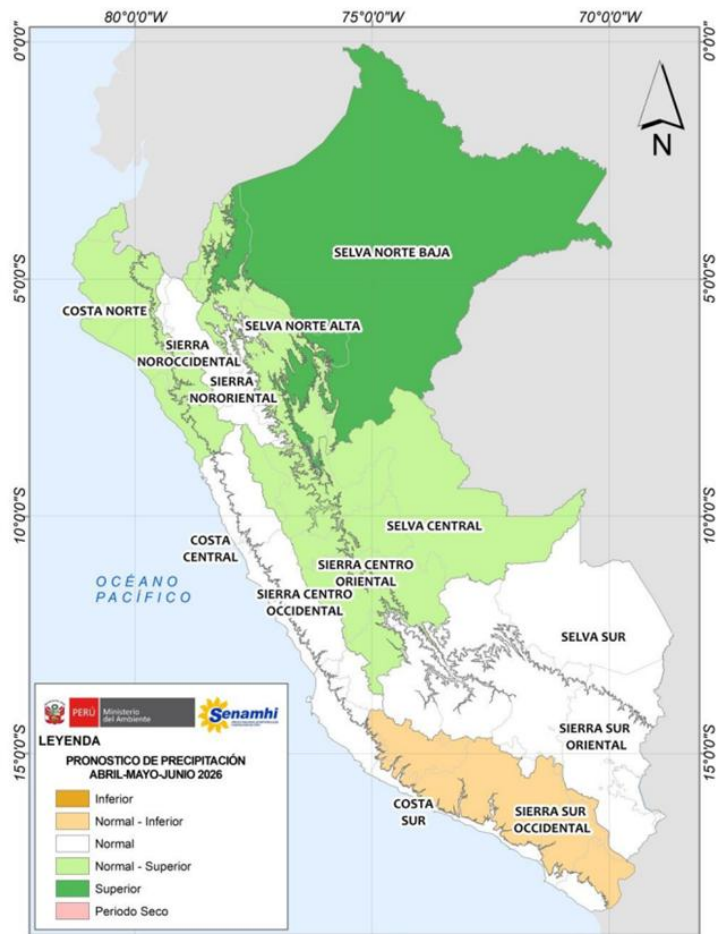 80°0'0"W
75°0'0"W
70°0'0"W
0°0'0"
5°0'0"S
10°0'0"S
15°0'0"S
0°0'0"
5°0'0"S
10°0'0"S
15°0'0"S
N
SELVA NORTE BAJA
COSTA NORTE
SELVA NORTE ALTA
SIERRA
NOROCCIDENTAL
SIERRA
NORORIENTAL
SELVA CENTRAL
COSTA
CENTRAL
SIERRA CENTRO
ORIENTAL
OCÉANO
PACÍFICO
SIERRA CENTRO
OCCIDENTAL
SELVA SUR
SIERRA SUR
ORIENTAL
COSTA
SUR
SIERRA SUR
OCCIDENTAL
PERÚ
Ministerio
del Ambiente
Senamhi
LEYENDA
PRONOSTICO DE PRECIPITACIÓN
ABRIL-MAYO-JUNIO 2026
Inferior
Normal - Inferior
Normal
Normal - Superior
Superior
Periodo Seco